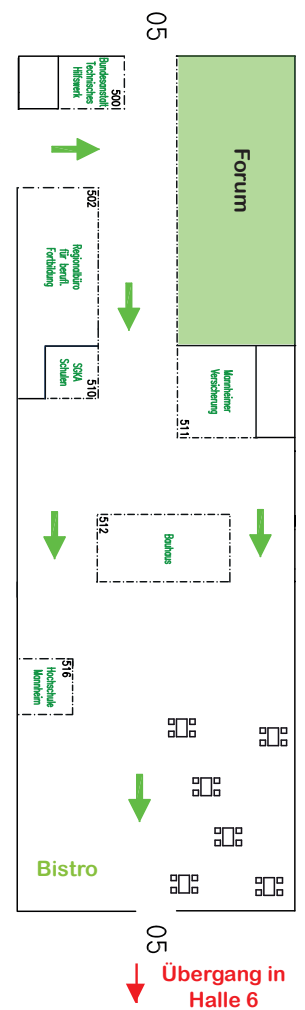 05
Bundesanstalt
Technisches
Hilfswerk
500
Forum
502
Regionalbüro
für berufl.
Fortbildung
SGKA
Schulen
510
Mannheimer
Versicherung
511
512
Bauhaus
516
Hochschule
Mannheim
Bistro
05
Übergang in
Halle 6